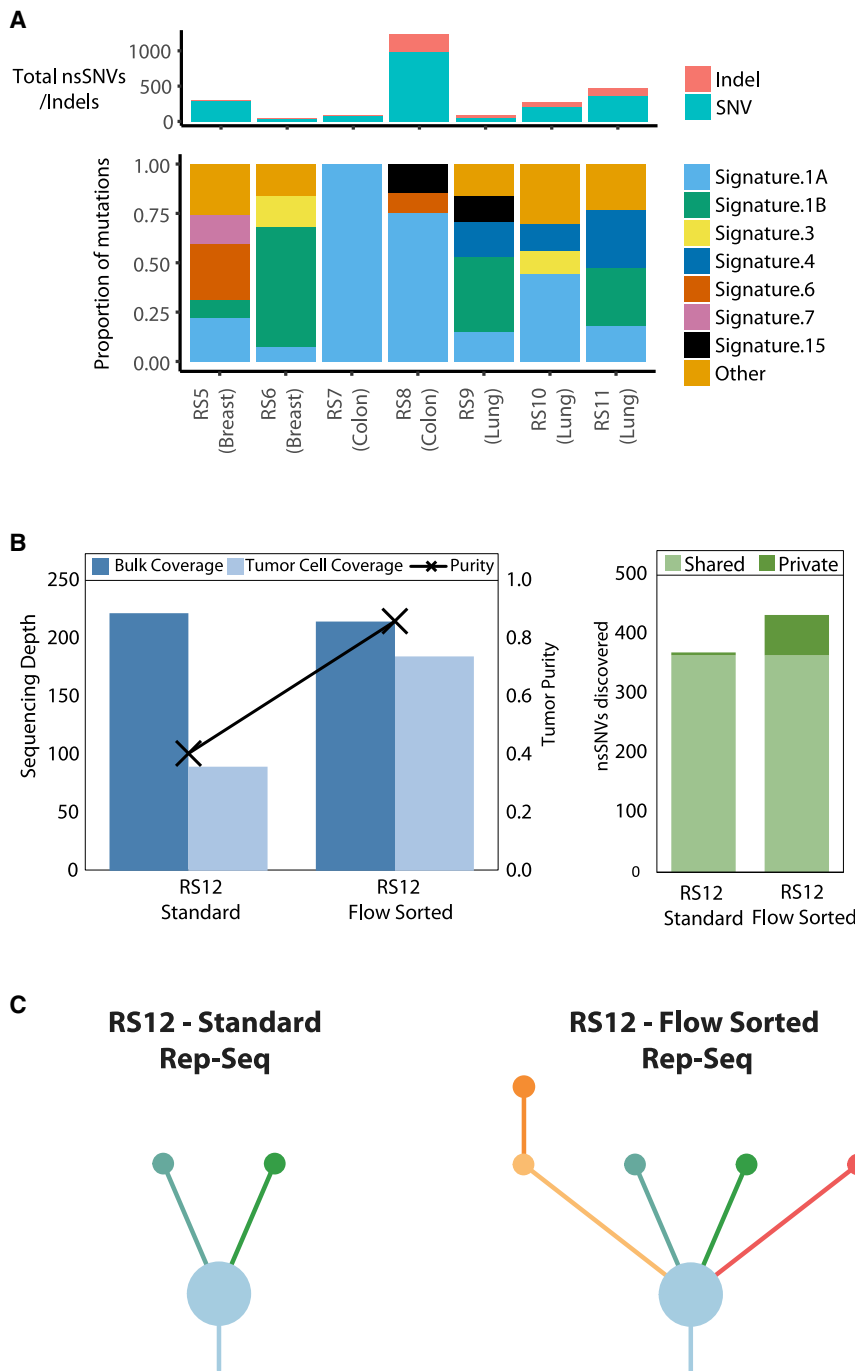 A
Total nsSNVs
/Indels
1000
500
0
Indel
SNV
Proportion of mutations
1.00
0.75
0.50
0.25
0.00
Signature.1A
Signature.1B
Signature.3
Signature.4
Signature.6
Signature.7
Signature.15
Other
RS5
(Breast)
RS6
(Breast)
RS7
(Colon)
RS8
(Colon)
RS9
(Lung)
RS10
(Lung)
RS11
(Lung)
B
Bulk Coverage Tumor Cell Coverage Purity
Sequencing Depth
250
200
150
100
50
0
1.0
0.8
0.6
0.4
0.2
0.0
Tumor Purity
RS12
Standard
RS12
Flow Sorted
Shared Private
nsSNVs discovered
500
400
300
200
100
0
RS12
Standard
RS12
Flow Sorted
C
RS12 - Standard
Rep-Seq
RS12 - Flow Sorted
Rep-Seq